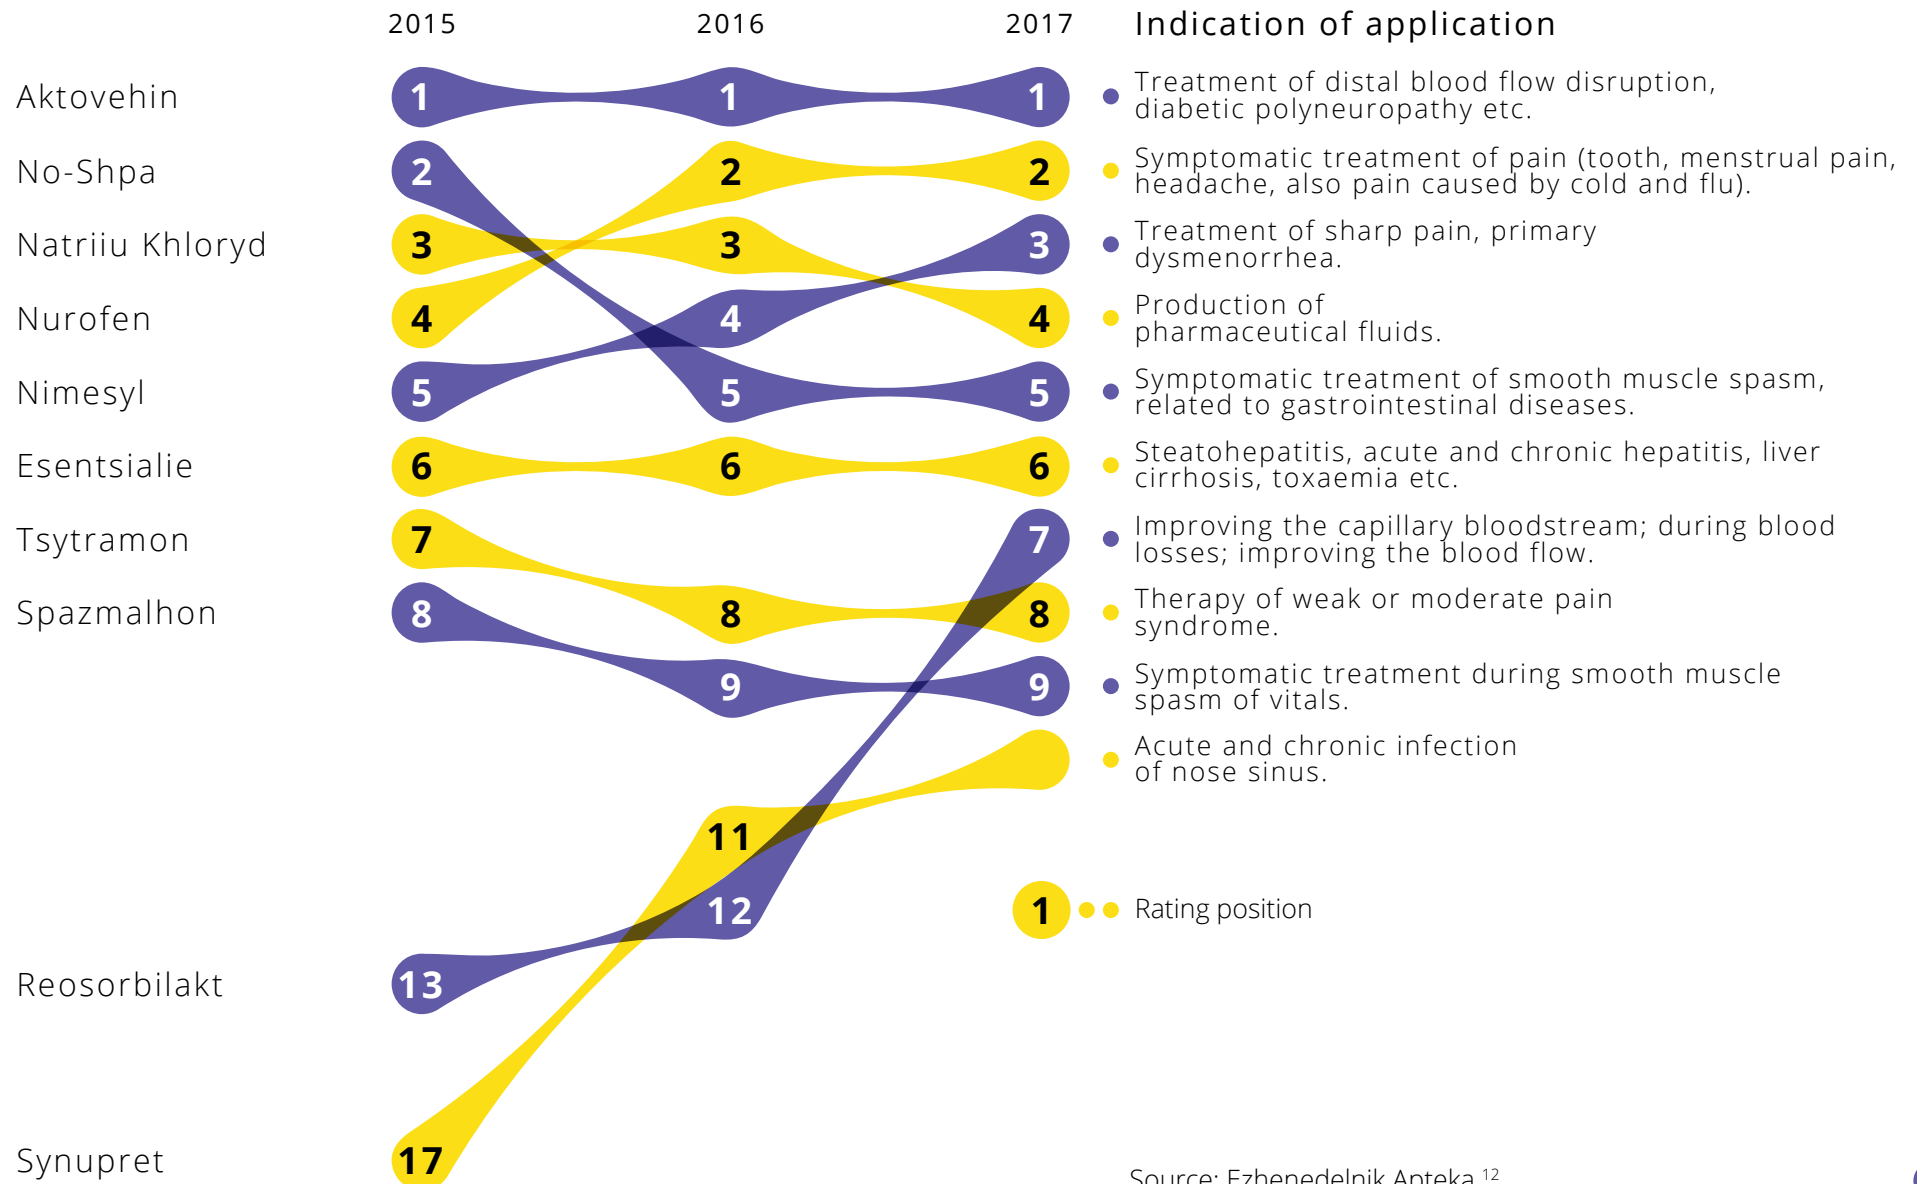 2015 2016 2017 Indication of application
Aktovehin 1 1 1 Treatment of distal blood flow disruption,
diabetic polyneuropathy etc.
No-Shpa 2 2 2 Symptomatic treatment of pain (tooth, menstrual pain,
headache, also pain caused by cold and flu).
Natriiu Khloryd 3 3 3 Treatment of sharp pain, primary
dysmenorrhea.
Nurofen 4 4 4 Production of
pharmaceutical fluids.
Nimesyl 5 5 5 Symptomatic treatment of smooth muscle spasm,
related to gastrointestinal diseases.
Esentsialie 6 6 6 Steatohepatitis, acute and chronic hepatitis, liver
cirrhosis, toxaemia etc.
Tsytramon 7 7 Improving the capillary bloodstream; during blood
losses; improving the blood flow.
Spazmalhon 8 8 8 Therapy of weak or moderate pain
syndrome.
9 9 Symptomatic treatment during smooth muscle
spasm of vitals.
Acute and chronic infection
of nose sinus.
11
12 1 Rating position
Reosorbilakt 13
Synupret 17
Source: Ezhenedelnik Apteka 12